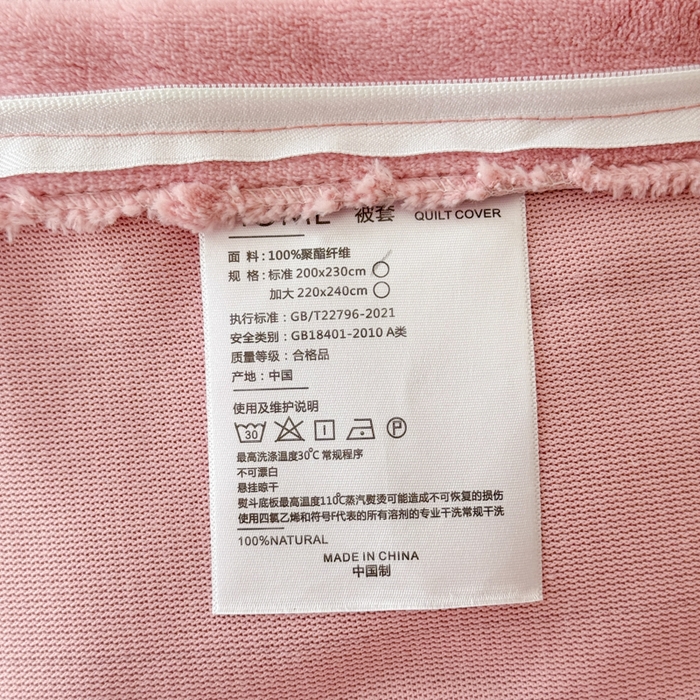 被套 QUILT COVER
面 料:100%聚酯纤维
规 格:标准 200x230cm
加大 220x240cm
执行标准:GB/T22796-2021
安全类别:GB18401-2010 A类
质量等级:合格品
产地:中国
使用及维护说明
30 P
最高洗涤温度30℃ 常规程序
不可漂白
悬挂晾干
熨斗底板最高温度110℃蒸汽熨烫可能造成不可恢复的损伤
使用四氯乙烯和符号F代表的所有溶剂的专业干洗常规干洗
100%NATURAL
MADE IN CHINA
中国制